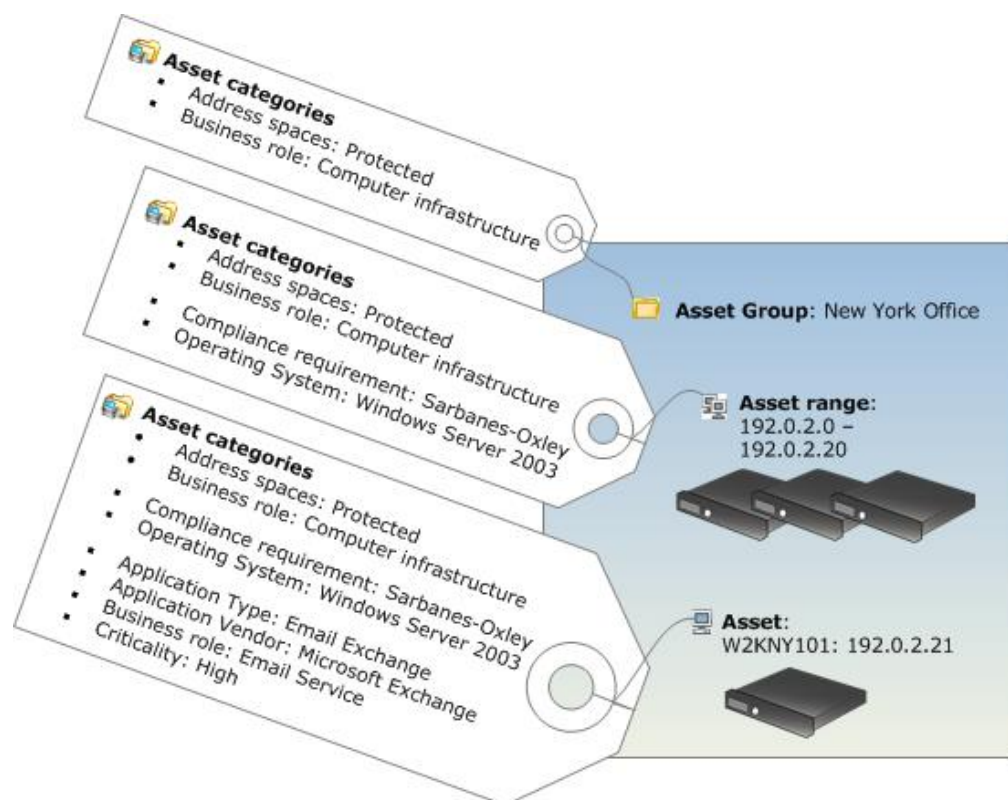 Asset categories
▪ Address spaces: Protected
▪ Business role: Computer infrastructure
Asset categories
▪ Address spaces: Protected
▪ Business role: Computer infrastructure
▪ Compliance requirement: Sarbanes-Oxley
▪ Operating System: Windows Server 2003
Asset categories
▪ Address spaces: Protected
▪ Business role: Computer infrastructure
▪ Compliance requirement: Sarbanes-Oxley
▪ Operating System: Windows Server 2003
▪ Application Type: Email Exchange
▪ Application Vendor: Microsoft Exchange
▪ Business role: Email Service
▪ Criticality: High
Asset Group: New York Office
Asset range:
192.0.2.0 –
192.0.2.20
Asset:
W2KNY101: 192.0.2.21